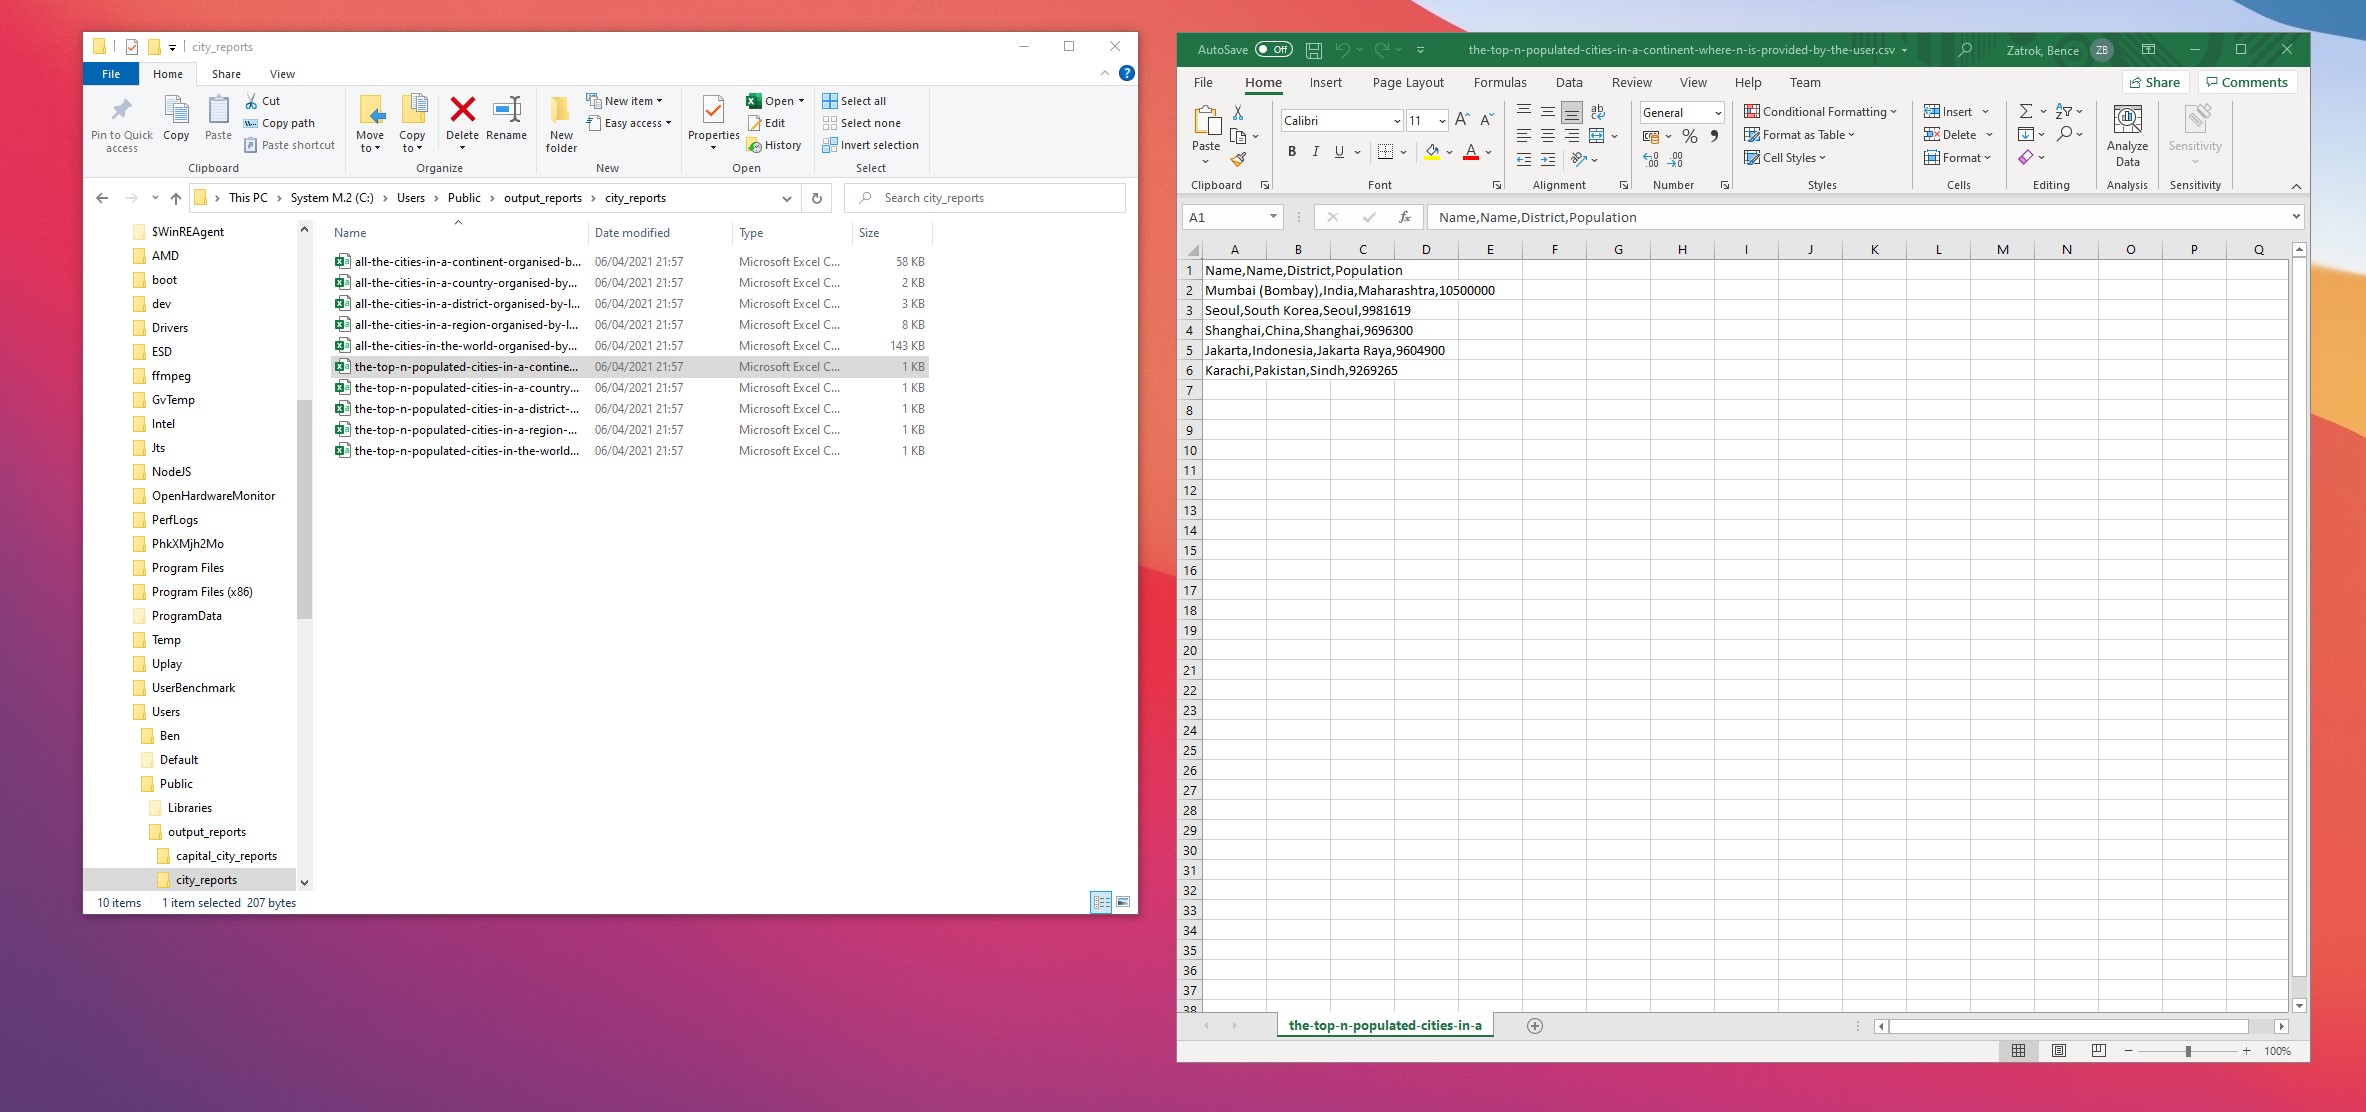 city_reports
File Home Share View
Pin to Quick access
Copy
Paste
Cut
Copy path
Paste shortcut
Clipboard
Move to
Copy to
Delete
Rename
Organize
New folder
New item
Easy access
New
Properties
Open
Edit
History
Open
Select all
Select none
Invert selection
Select
This PC > System M.2 (C:) > Users > Public > output_reports > city_reports
Search city_reports
$WinREAgent
AMD
boot
dev
Drivers
ESD
ffmpeg
GvTemp
Intel
Jts
NodeJS
OpenHardwareMonitor
PerfLogs
PhkXMjh2Mo
Program Files
Program Files (x86)
ProgramData
Temp
Uplay
UserBenchmark
Users
Ben
Default
Public
Libraries
output_reports
capital_city_reports
city_reports
Name Date modified Type Size
all-the-cities-in-a-continent-organised-b... 06/04/2021 21:57 Microsoft Excel C... 58 KB
all-the-cities-in-a-country-organised-by... 06/04/2021 21:57 Microsoft Excel C... 2 KB
all-the-cities-in-a-district-organised-by-l... 06/04/2021 21:57 Microsoft Excel C... 3 KB
all-the-cities-in-a-region-organised-by-l... 06/04/2021 21:57 Microsoft Excel C... 8 KB
all-the-cities-in-the-world-organised-by... 06/04/2021 21:57 Microsoft Excel C... 143 KB
the-top-n-populated-cities-in-a-contine... 06/04/2021 21:57 Microsoft Excel C... 1 KB
the-top-n-populated-cities-in-a-country... 06/04/2021 21:57 Microsoft Excel C... 1 KB
the-top-n-populated-cities-in-a-district-... 06/04/2021 21:57 Microsoft Excel C... 1 KB
the-top-n-populated-cities-in-a-region-... 06/04/2021 21:57 Microsoft Excel C... 1 KB
the-top-n-populated-cities-in-the-world... 06/04/2021 21:57 Microsoft Excel C... 1 KB
10 items 1 item selected 207 bytes
AutoSave Off the-top-n-populated-cities-in-a-continent-where-n-is-provided-by-the-user.csv Zatrok, Bence ZB
File Home Insert Page Layout Formulas Data Review View Help Team Share Comments
Paste
Clipboard
Calibri 11
B I U
Font
Alignment
General
Number
Conditional Formatting
Format as Table
Cell Styles
Styles
Insert
Delete
Format
Cells
Editing
Analyze Data
Analysis
Sensitivity
Sensitivity
A1 fx Name,Name,District,Population
A B C D E F G H I J K L M N O P Q
1 Name,Name,District,Population
2 Mumbai (Bombay),India,Maharashtra,10500000
3 Seoul,South Korea,Seoul,9981619
4 Shanghai,China,Shanghai,9696300
5 Jakarta,Indonesia,Jakarta Raya,9604900
6 Karachi,Pakistan,Sindh,9269265
7
8
9
10
11
12
13
14
15
16
17
18
19
20
21
22
23
24
25
26
27
28
29
30
31
32
33
34
35
36
37
38
the-top-n-populated-cities-in-a
100%